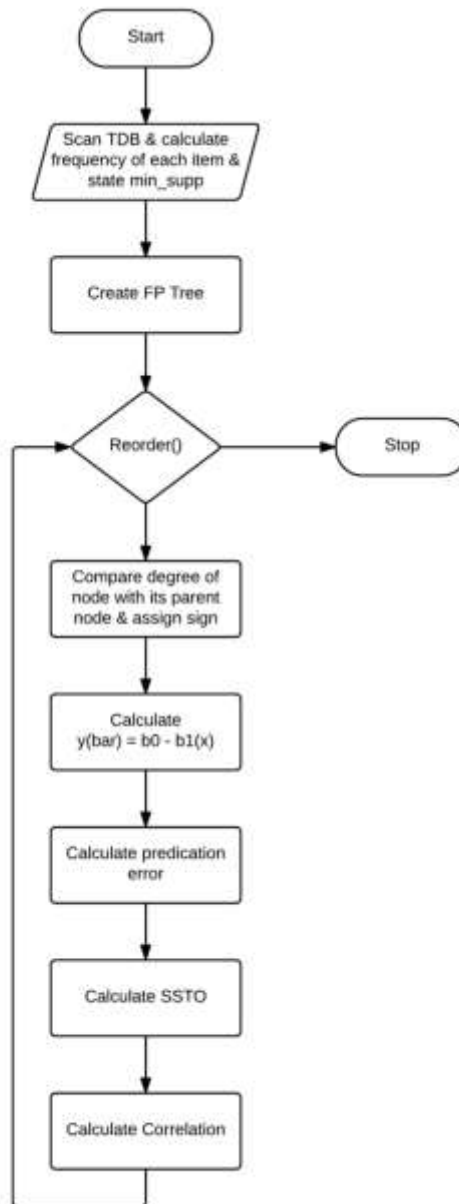 Start
Scan TDB & calculate
frequency of each item &
state min_supp
Create FP Tree
Reorder()
Stop
Compare degree of
node with its parent
node & assign sign
Calculate
y(bar) = b0 - b1(x)
Calculate predication
error
Calculate SSTO
Calculate Correlation